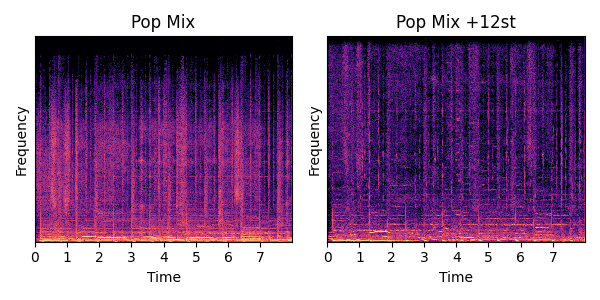 Pop Mix
Frequency
0 1 2 3 4 5 6 7
Time
Pop Mix +12st
Frequency
0 1 2 3 4 5 6 7
Time